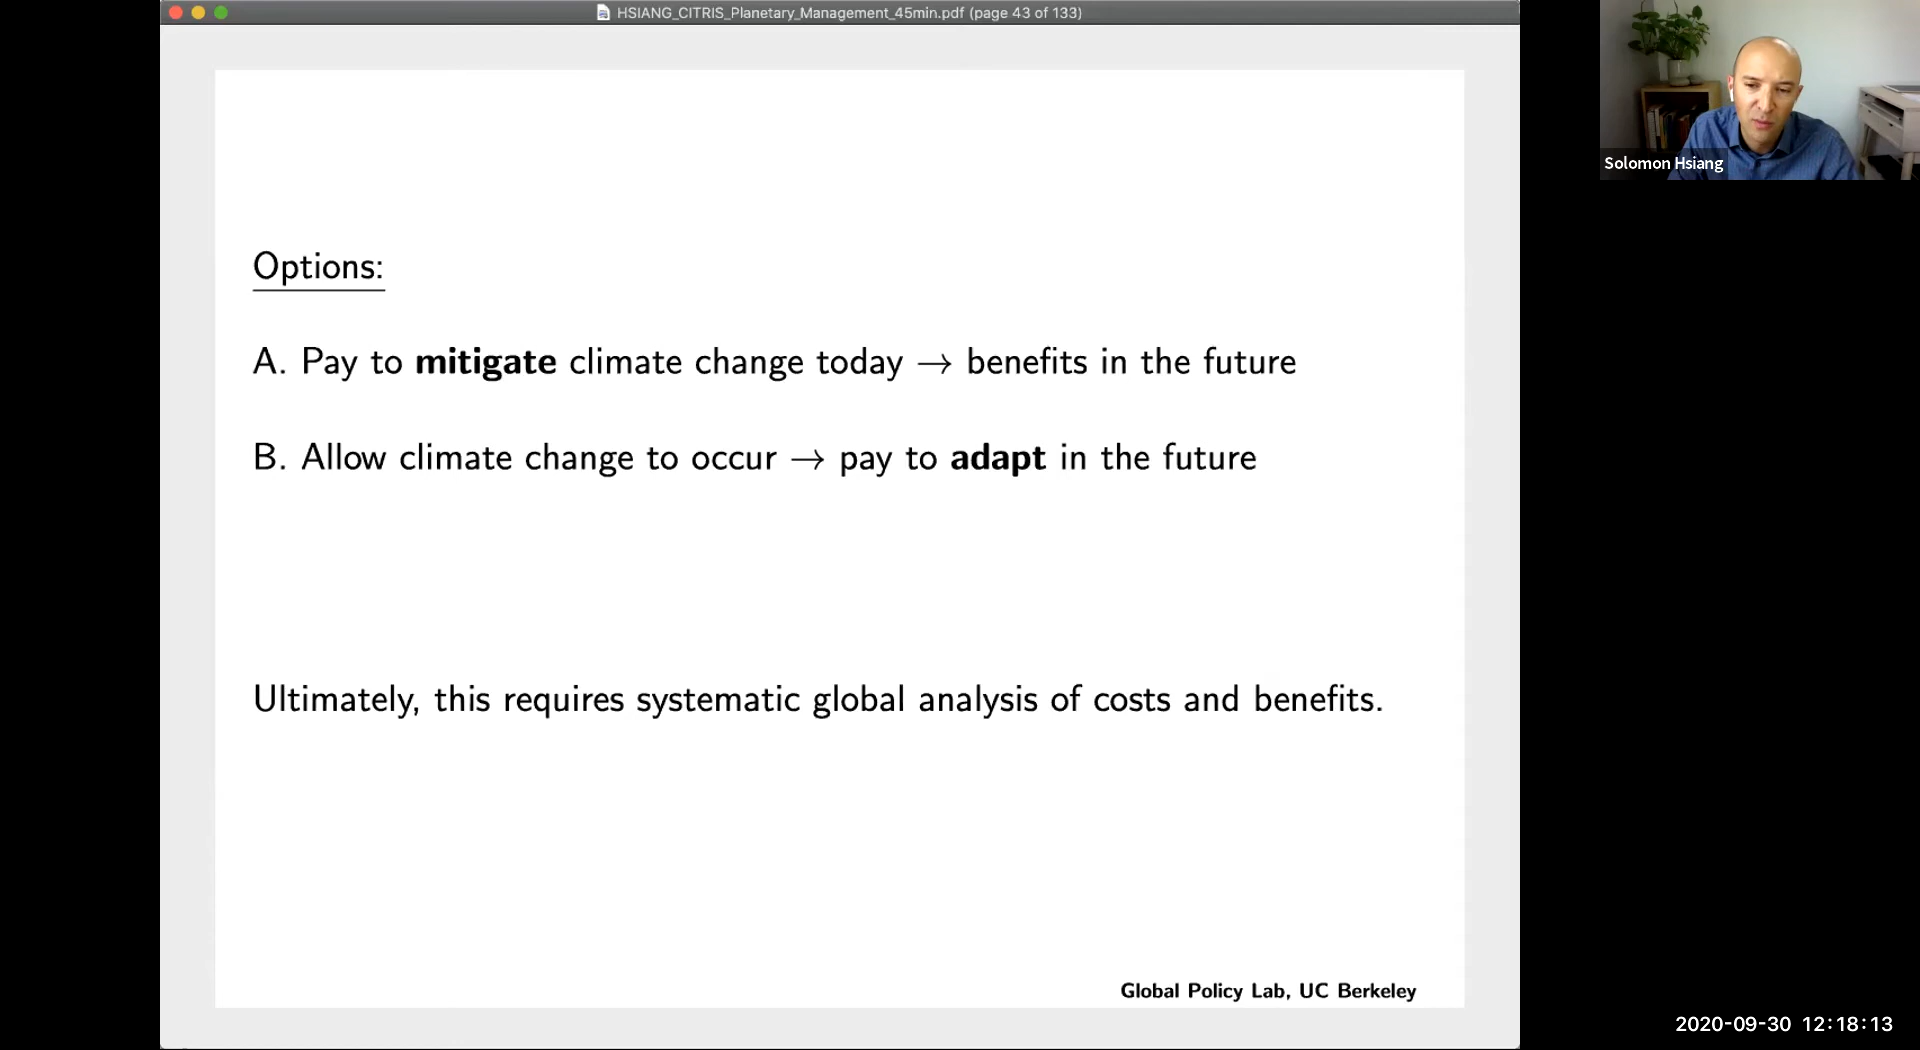 HSIANG_CITRIS_Planetary_Management_45min.pdf (page 43 of 133)
Solomon Hsiang
Options:
A. Pay to mitigate climate change today → benefits in the future
B. Allow climate change to occur → pay to adapt in the future
Ultimately, this requires systematic global analysis of costs and benefits.
Global Policy Lab, UC Berkeley
2020-09-30 12:18:13